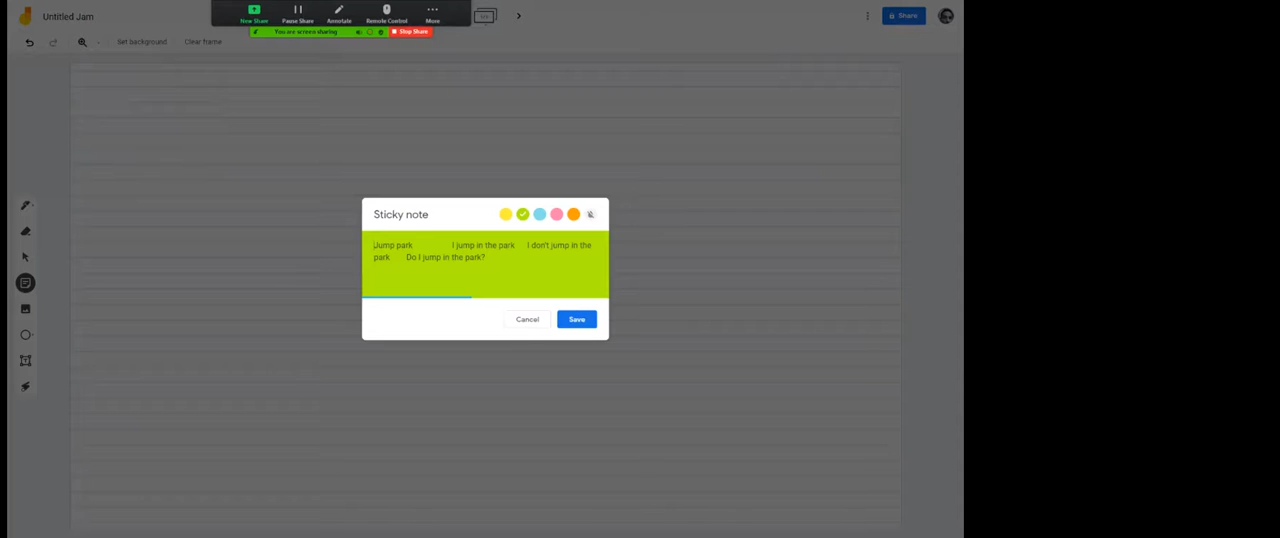 Untitled Jam
New Share
Pause Share
Annotate
Remote Control
More
Share
You are screen sharing
Stop Share
Set background
Clear frame
Sticky note
Jump park I jump in the park I don't jump in the
park Do I jump in the park?
Cancel
Save